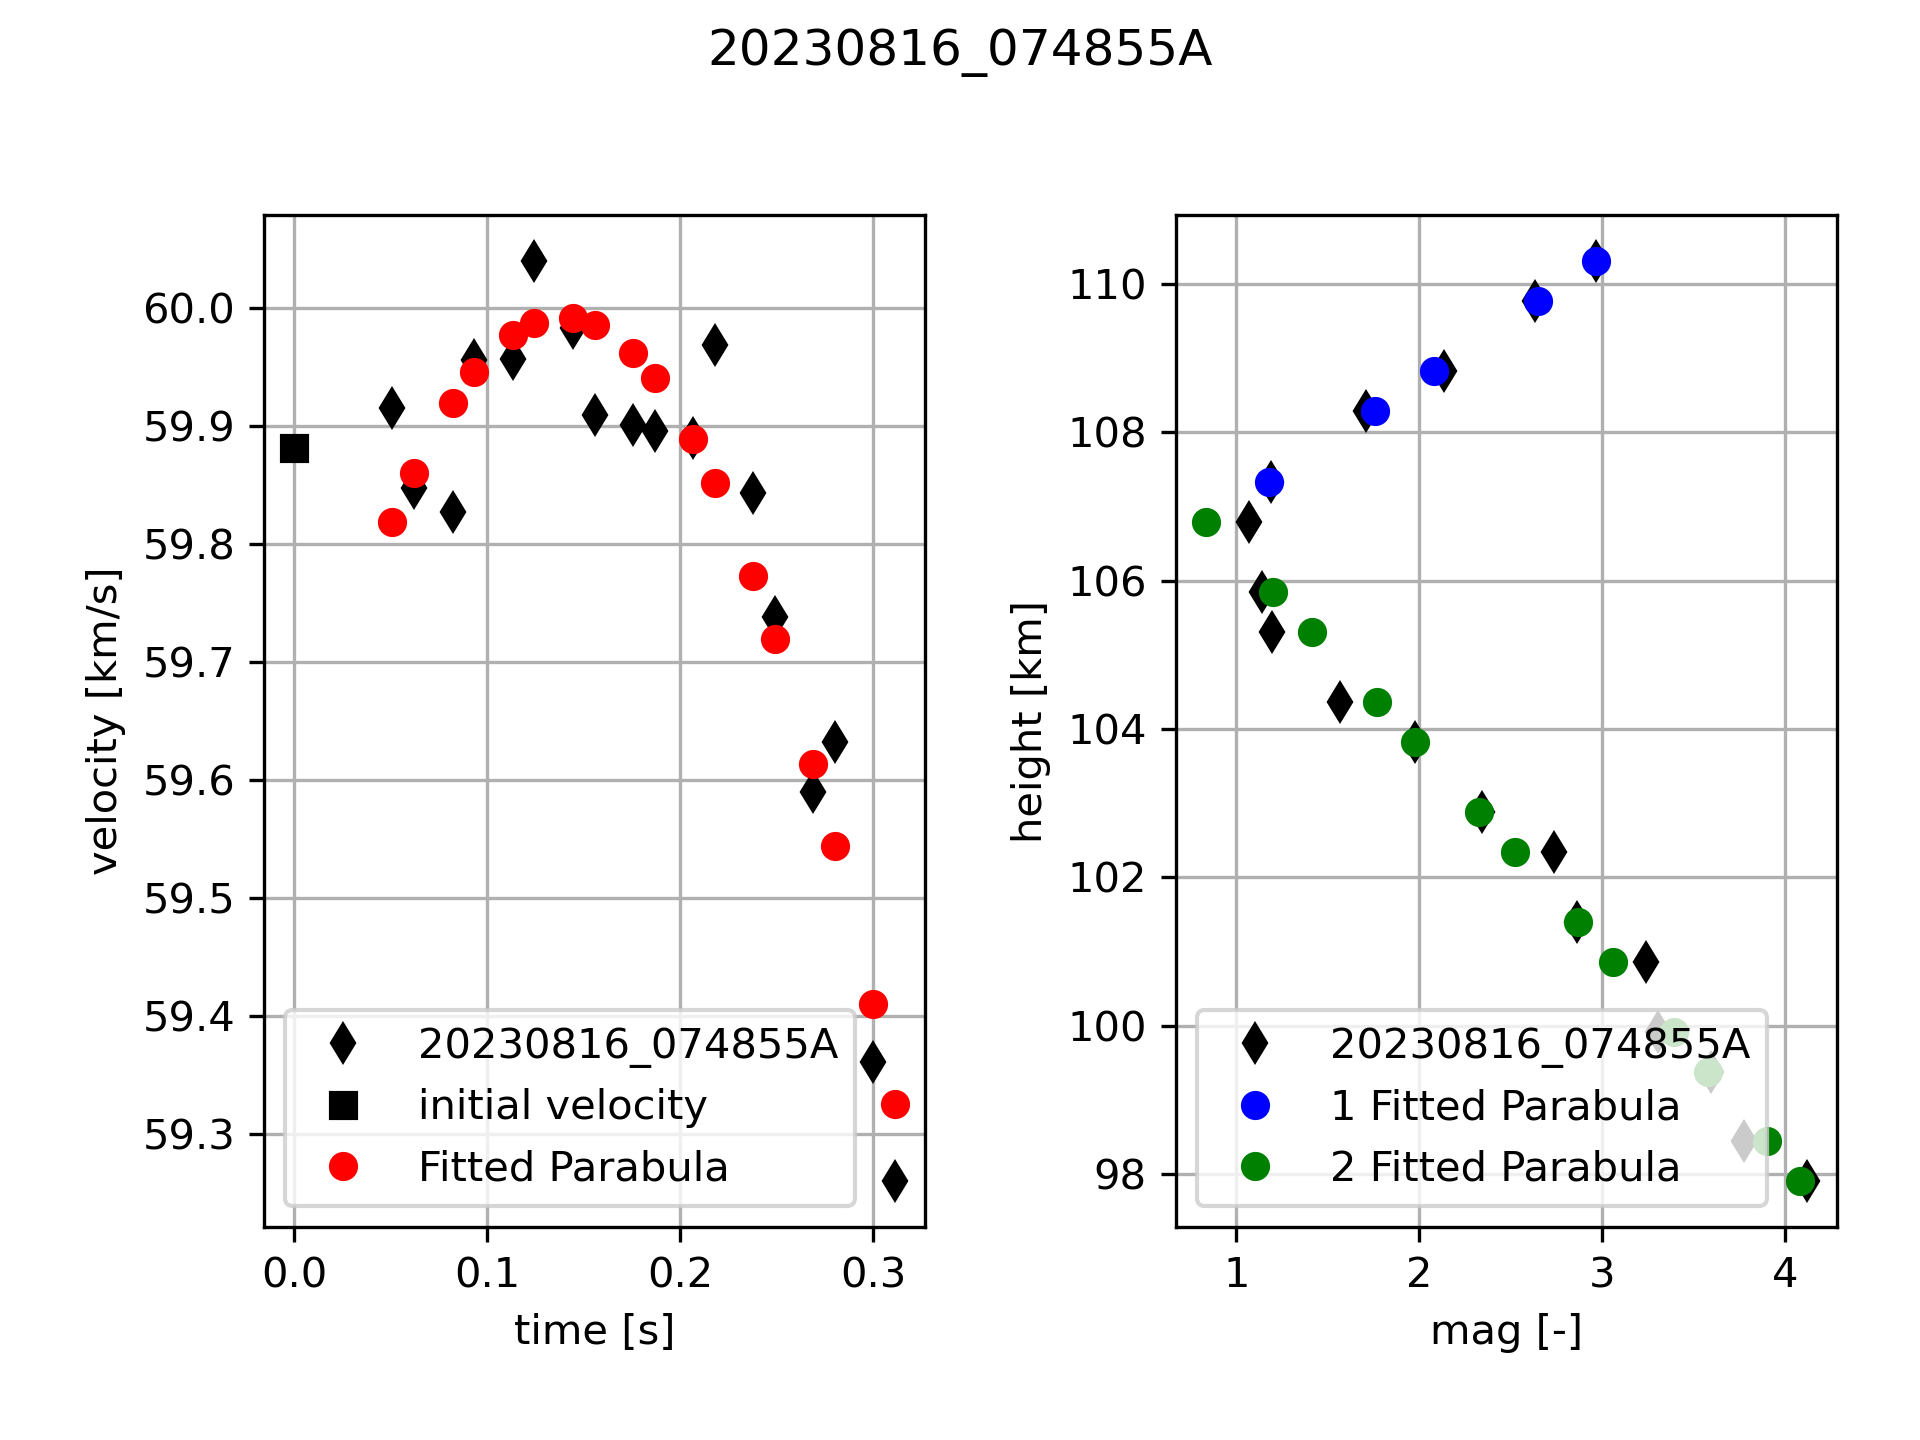 20230816_074855A
velocity [km/s]
60.0
59.9
59.8
59.7
59.6
59.5
59.4
59.3
20230816_074855A
initial velocity
Fitted Parabula
0.0 0.1 0.2 0.3
time [s]
height [km]
110
108
106
104
102
100
98
20230816_074855A
1 Fitted Parabula
2 Fitted Parabula
1 2 3 4
mag [-]